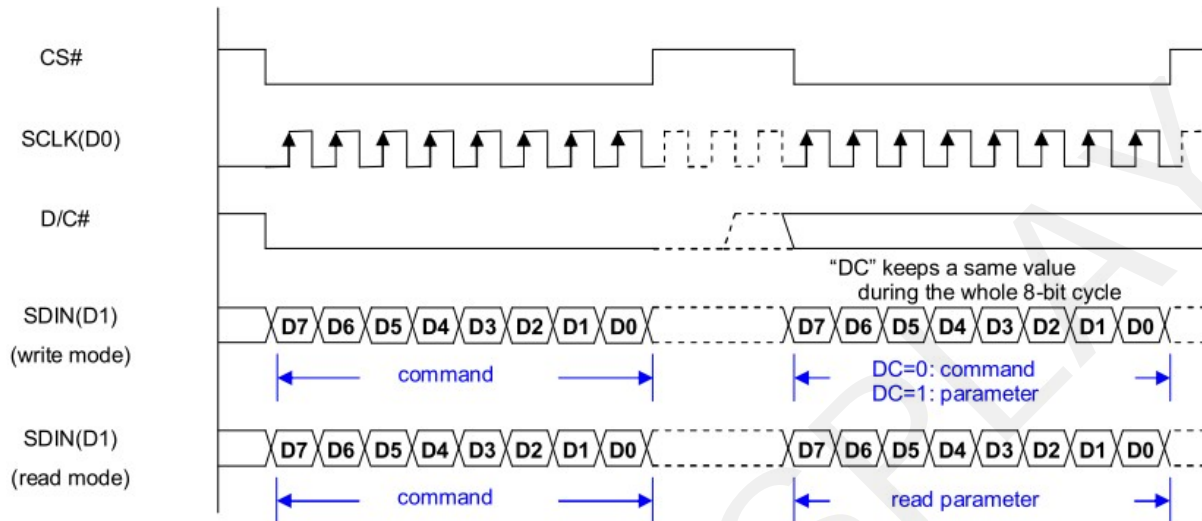 CS#
SCLK(D0)
D/C#
"DC" keeps a same value
during the whole 8-bit cycle
SDIN(D1)
(write mode)
D7 D6 D5 D4 D3 D2 D1 D0 D7 D6 D5 D4 D3 D2 D1 D0
command
DC=0: command
DC=1: parameter
SDIN(D1)
(read mode)
D7 D6 D5 D4 D3 D2 D1 D0 D7 D6 D5 D4 D3 D2 D1 D0
command read parameter